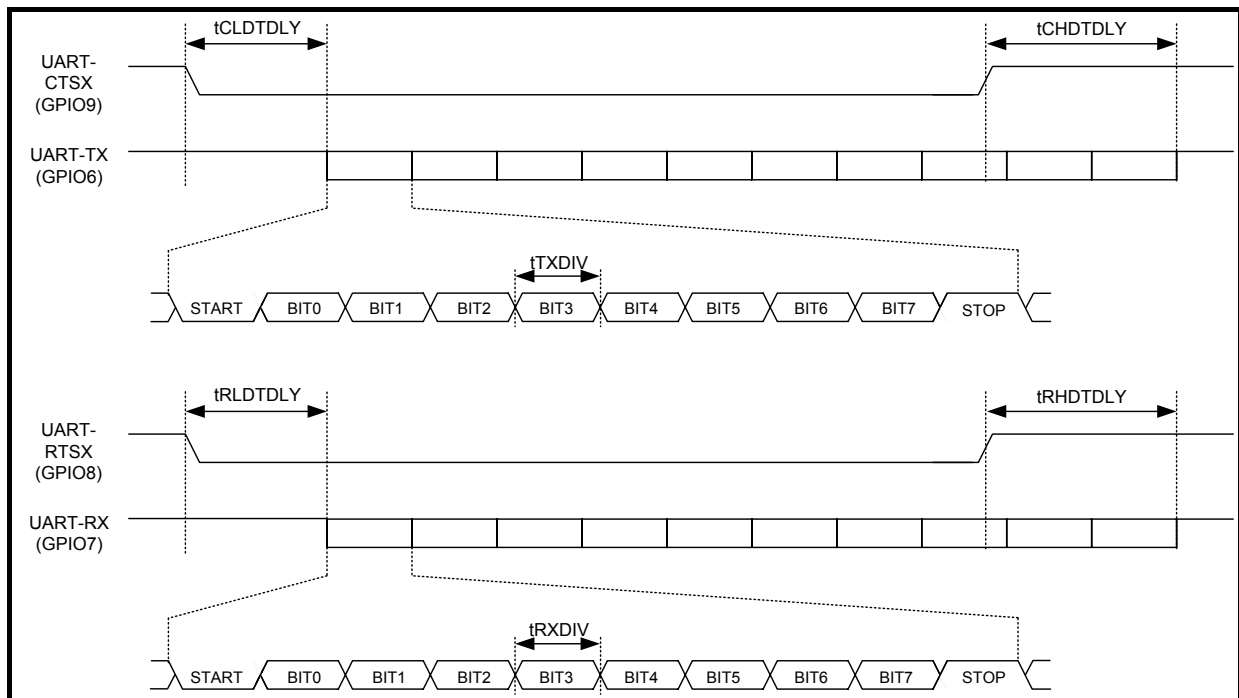 tCLDTDLY
tCHDTDLY
UART-
CTSX
(GPIO9)
UART-TX
(GPIO6)
tTXDIV
START BIT0 BIT1 BIT2 BIT3 BIT4 BIT5 BIT6 BIT7 STOP
tRLDTDLY
tRHDTDLY
UART-
RTSX
(GPIO8)
UART-RX
(GPIO7)
tRXDIV
START BIT0 BIT1 BIT2 BIT3 BIT4 BIT5 BIT6 BIT7 STOP